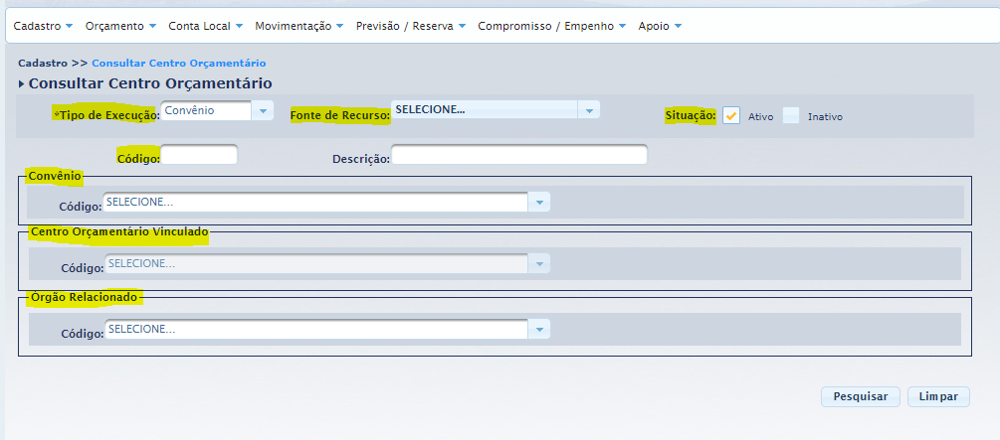 Cadastro Orçamento Conta Local Movimentação Previsão / Reserva Compromisso / Empenho Apoio
Cadastro >> Consultar Centro Orçamentário
Consultar Centro Orçamentário
*Tipo de Execução: Convênio Fonte de Recurso: SELECIONE... Situação: Ativo Inativo
Código: Descrição:
Convênio
Código: SELECIONE...
Centro Orçamentário Vinculado
Código: SELECIONE...
Órgão Relacionado
Código: SELECIONE...
Pesquisar Limpar